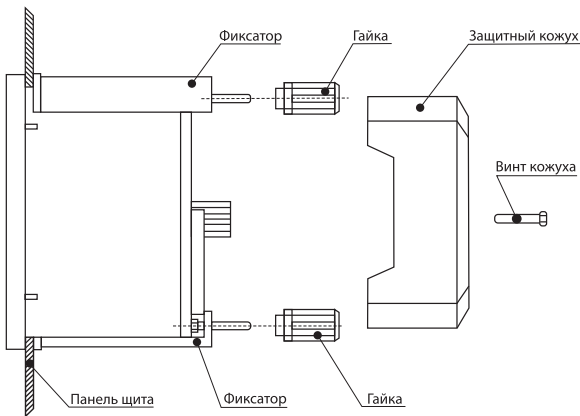 Фиксатор
Гайка
Защитный кожух
Винт кожуха
Панель щита
Фиксатор
Гайка